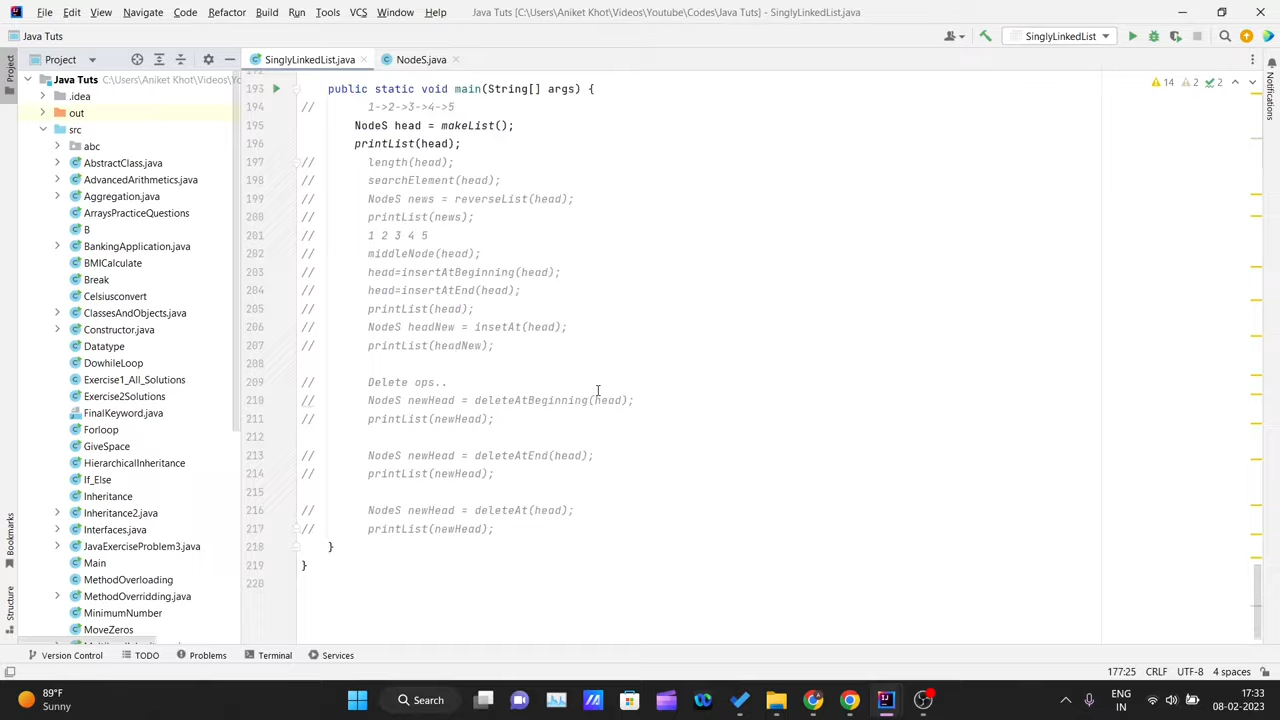 File Edit View Navigate Code Refactor Build Run Tools VCS Window Help Java Tuts [C:\Users\Aniket Khot\Videos\Youtube\Codes\Java Tuts] - SinglyLinkedList.java
Java Tuts SinglyLinkedList
Project SinglyLinkedList.java NodeS.java
Project
Bookmarks
Structure
Notifications
Java Tuts C:\Users\Aniket Khot\Videos\Yo
.idea
out
src
abc
AbstractClass.java
AdvancedArithmetics.java
Aggregation.java
ArraysPracticeQuestions
B
BankingApplication.java
BMICalculate
Break
Celsiusconvert
ClassesAndObjects.java
Constructor.java
Datatype
DowhileLoop
Exercise1_All_Solutions
Exercise2Solutions
FinalKeyword.java
Forloop
GiveSpace
HierarchicalInheritance
If_Else
Inheritance
Inheritance2.java
Interfaces.java
JavaExerciseProblem3.java
Main
MethodOverloading
MethodOverridding.java
MinimumNumber
MoveZeros
14 2 2
192
193 public static void main(String[] args) {
194 // 1->2->3->4->5
195 NodeS head = makeList();
196 printList(head);
197 // length(head);
198 // searchElement(head);
199 // NodeS news = reverseList(head);
200 // printList(news);
201 // 1 2 3 4 5
202 // middleNode(head);
203 // head=insertAtBeginning(head);
204 // head=insertAtEnd(head);
205 // printList(head);
206 // NodeS headNew = insetAt(head);
207 // printList(headNew);
208
209 // Delete ops..
210 // NodeS newHead = deleteAtBeginning(head);
211 // printList(newHead);
212
213 // NodeS newHead = deleteAtEnd(head);
214 // printList(newHead);
215
216 // NodeS newHead = deleteAt(head);
217 // printList(newHead);
218 }
219 }
220
Version Control TODO Problems Terminal Services
177:25 CRLF UTF-8 4 spaces
89°F
Sunny
Search
ENG
IN
17:33
08-02-2023